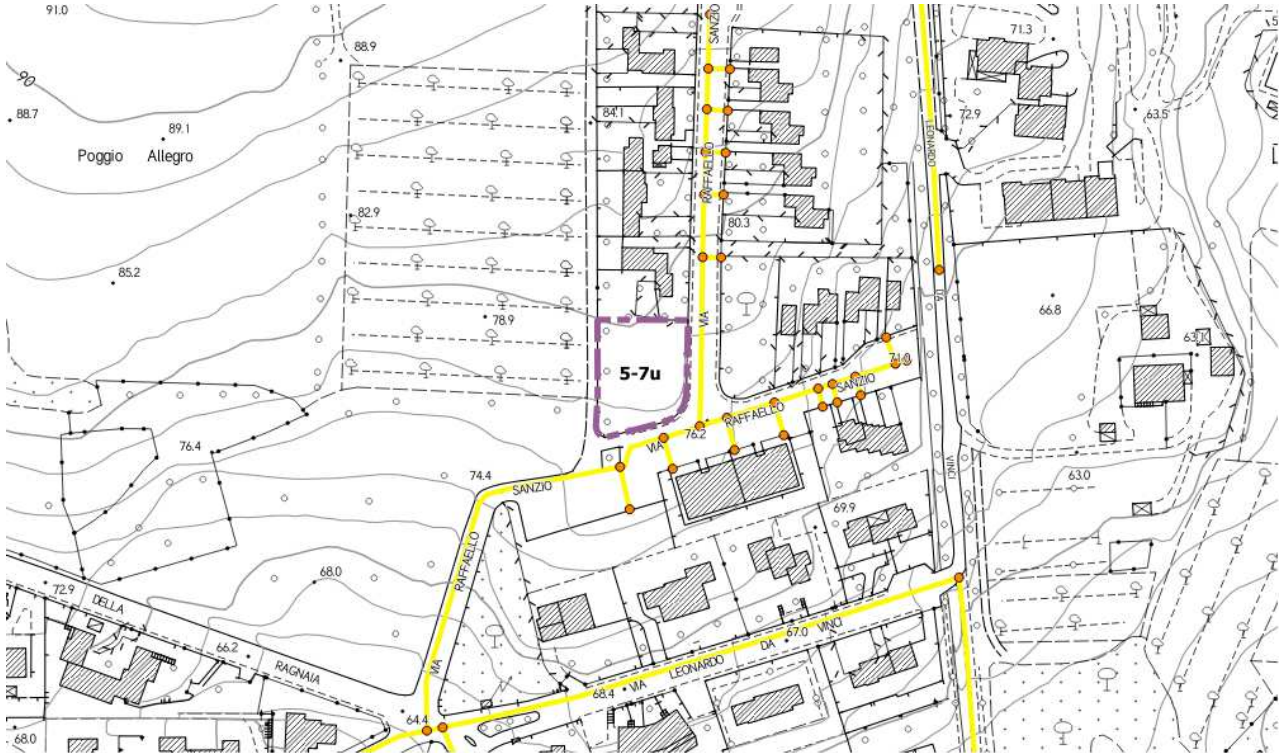 91.0
SANZIO
88.9
71.3
90
84.1
63.5
88.7
72.9
89.1
LEONARDO
Poggio Allegro
RAFFAELLO
82.9
80.3
85.2
DA
66.8
78.9
VIA
63.1
71.0
5-7u
SANZIO
RAFFAELLO
76.2
76.4
VIA
74.4
VINCI
63.0
SANZIO
69.9
RAFFAELLO
68.0
72.9
DELLA
67.0
VINCI
66.2
DA
RAGNAIA
LEONARDO
VIA
VIA
68.4
64.4
68.0